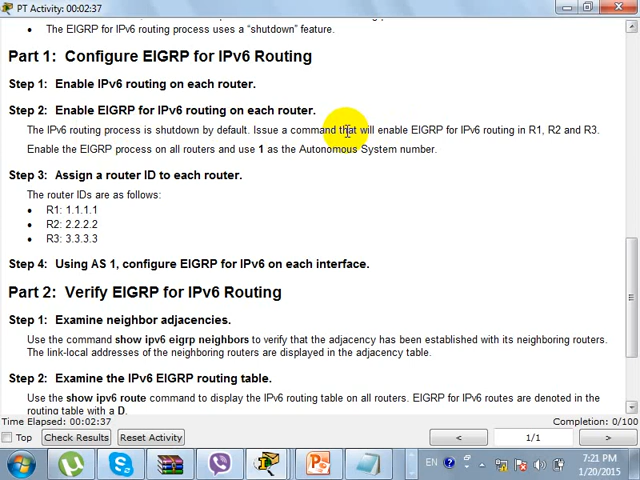 PT Activity: 00:02:37
The EIGRP for IPv6 routing process uses a "shutdown" feature.
Part 1: Configure EIGRP for IPv6 Routing
Step 1: Enable IPv6 routing on each router.
Step 2: Enable EIGRP for IPv6 routing on each router.
The IPv6 routing process is shutdown by default. Issue a command that will enable EIGRP for IPv6 routing in R1, R2 and R3.
Enable the EIGRP process on all routers and use 1 as the Autonomous System number.
Step 3: Assign a router ID to each router.
The router IDs are as follows:
• R1: 1.1.1.1
• R2: 2.2.2.2
• R3: 3.3.3.3
Step 4: Using AS 1, configure EIGRP for IPv6 on each interface.
Part 2: Verify EIGRP for IPv6 Routing
Step 1: Examine neighbor adjacencies.
Use the command show ipv6 eigrp neighbors to verify that the adjacency has been established with its neighboring routers.
The link-local addresses of the neighboring routers are displayed in the adjacency table.
Step 2: Examine the IPv6 EIGRP routing table.
Use the show ipv6 route command to display the IPv6 routing table on all routers. EIGRP for IPv6 routes are denoted in the
routing table with a D.
Time Elapsed: 00:02:37 Completion: 0/100
Top Check Results Reset Activity < 1/1 >
EN 7:21 PM
1/20/2015